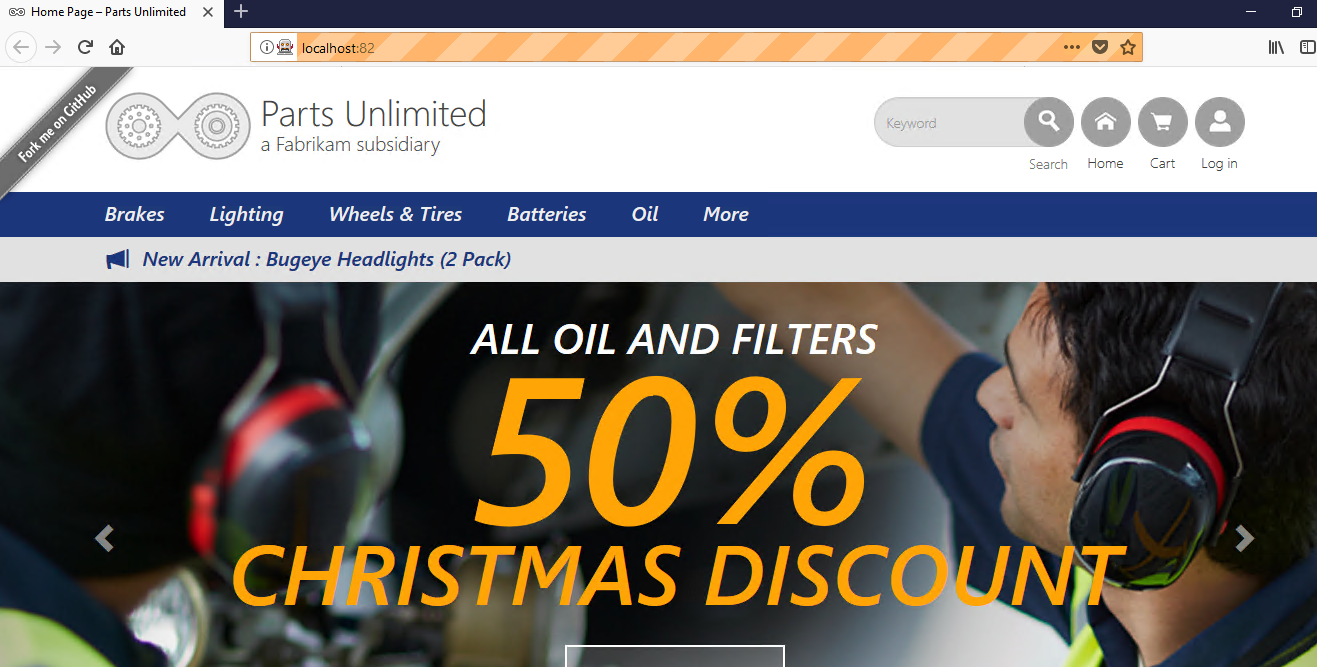 Home Page – Parts Unlimited
localhost:82
Fork me on GitHub
Parts Unlimited
a Fabrikam subsidiary
Keyword
Search Home Cart Log in
Brakes Lighting Wheels & Tires Batteries Oil More
New Arrival : Bugeye Headlights (2 Pack)
ALL OIL AND FILTERS
50%
CHRISTMAS DISCOUNT